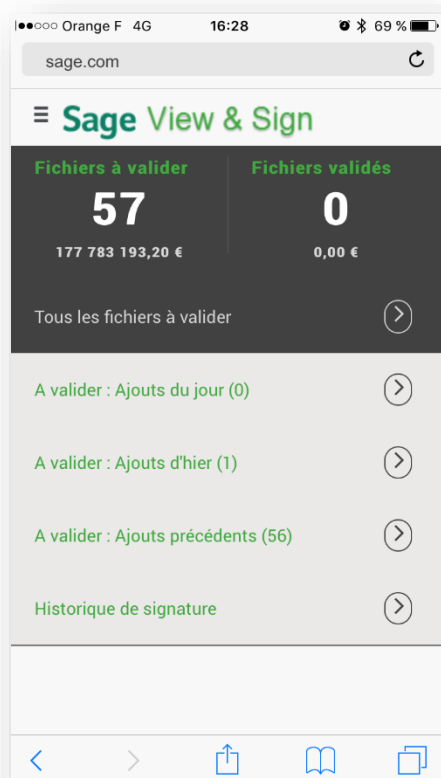 Orange F 4G 16:28 69 %
sage.com
Sage View & Sign
Fichiers à valider Fichiers validés
57 0
177 783 193,20 € 0,00 €
Tous les fichiers à valider
A valider : Ajouts du jour (0)
A valider : Ajouts d'hier (1)
A valider : Ajouts précédents (56)
Historique de signature